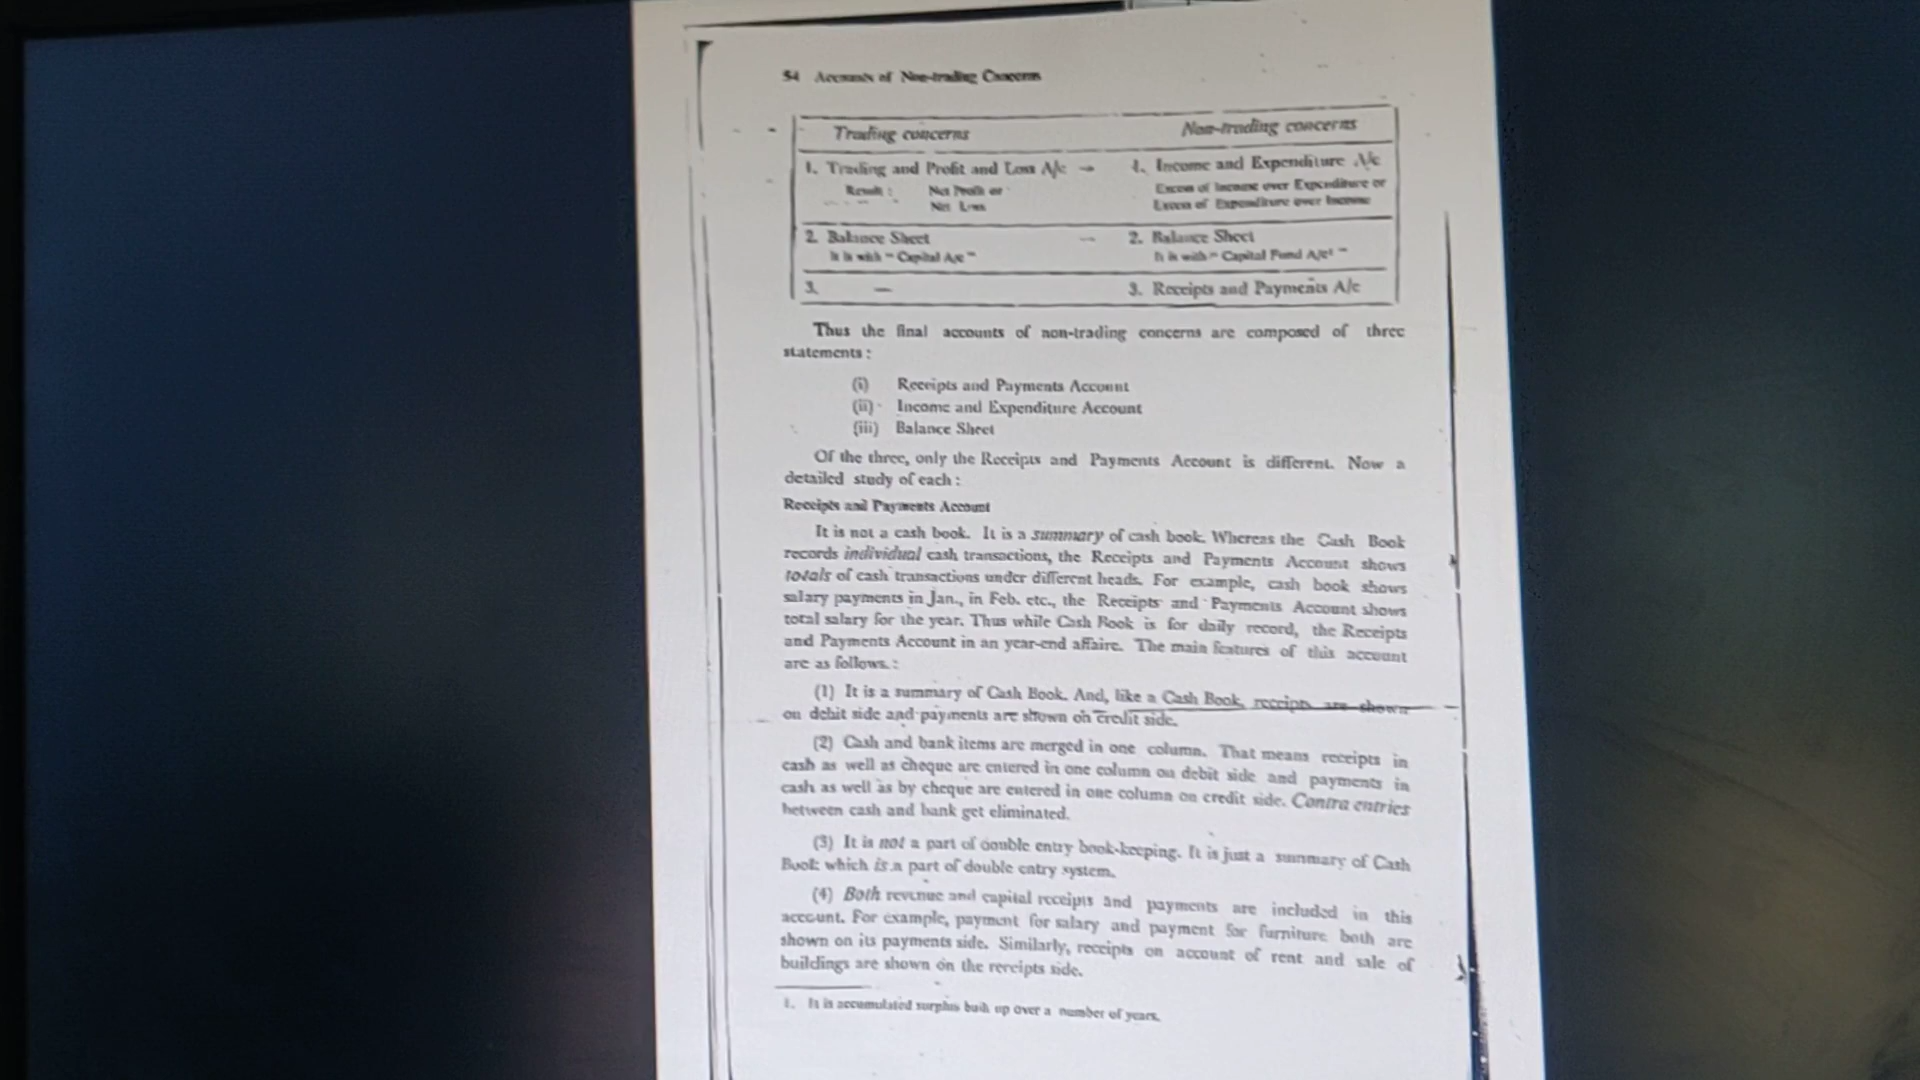 54 Accounts of Non-trading Concerns
Trading concerns Non-trading concerns
1. Trading and Profit and Loss A/c → 1. Income and Expenditure A/c
Result : Net Profit or Excess of Income over Expenditure or
Net Loss Excess of Expenditure over Income
2. Balance Sheet — 2. Balance Sheet
It is with "Capital A/c" It is with "Capital Fund A/c¹"
3. — 3. Receipts and Payments A/c
Thus the final accounts of non-trading concerns are composed of three
statements :
(i) Receipts and Payments Account
(ii) Income and Expenditure Account
(iii) Balance Sheet
Of the three, only the Receipts and Payments Account is different. Now a
detailed study of each :
Receipts and Payments Account
It is not a cash book. It is a summary of cash book. Whereas the Cash Book
records individual cash transactions, the Receipts and Payments Account shows
totals of cash transactions under different heads. For example, cash book shows
salary payments in Jan., in Feb. etc., the Receipts and Payments Account shows
total salary for the year. Thus while Cash Book is for daily record, the Receipts
and Payments Account in an year-end affaire. The main features of this account
are as follows. :
(1) It is a summary of Cash Book. And, like a Cash Book, receipts are shown
on debit side and payments are shown on credit side.
(2) Cash and bank items are merged in one column. That means receipts in
cash as well as cheque are entered in one column on debit side and payments in
cash as well as by cheque are entered in one column on credit side. Contra entries
between cash and bank get eliminated.
(3) It is not a part of double entry book-keeping. It is just a summary of Cash
Book which is a part of double entry system.
(4) Both revenue and capital receipts and payments are included in this
account. For example, payment for salary and payment for furniture both are
shown on its payments side. Similarly, receipts on account of rent and sale of
buildings are shown on the receipts side.
1. It is accumulated surplus built up over a number of years.